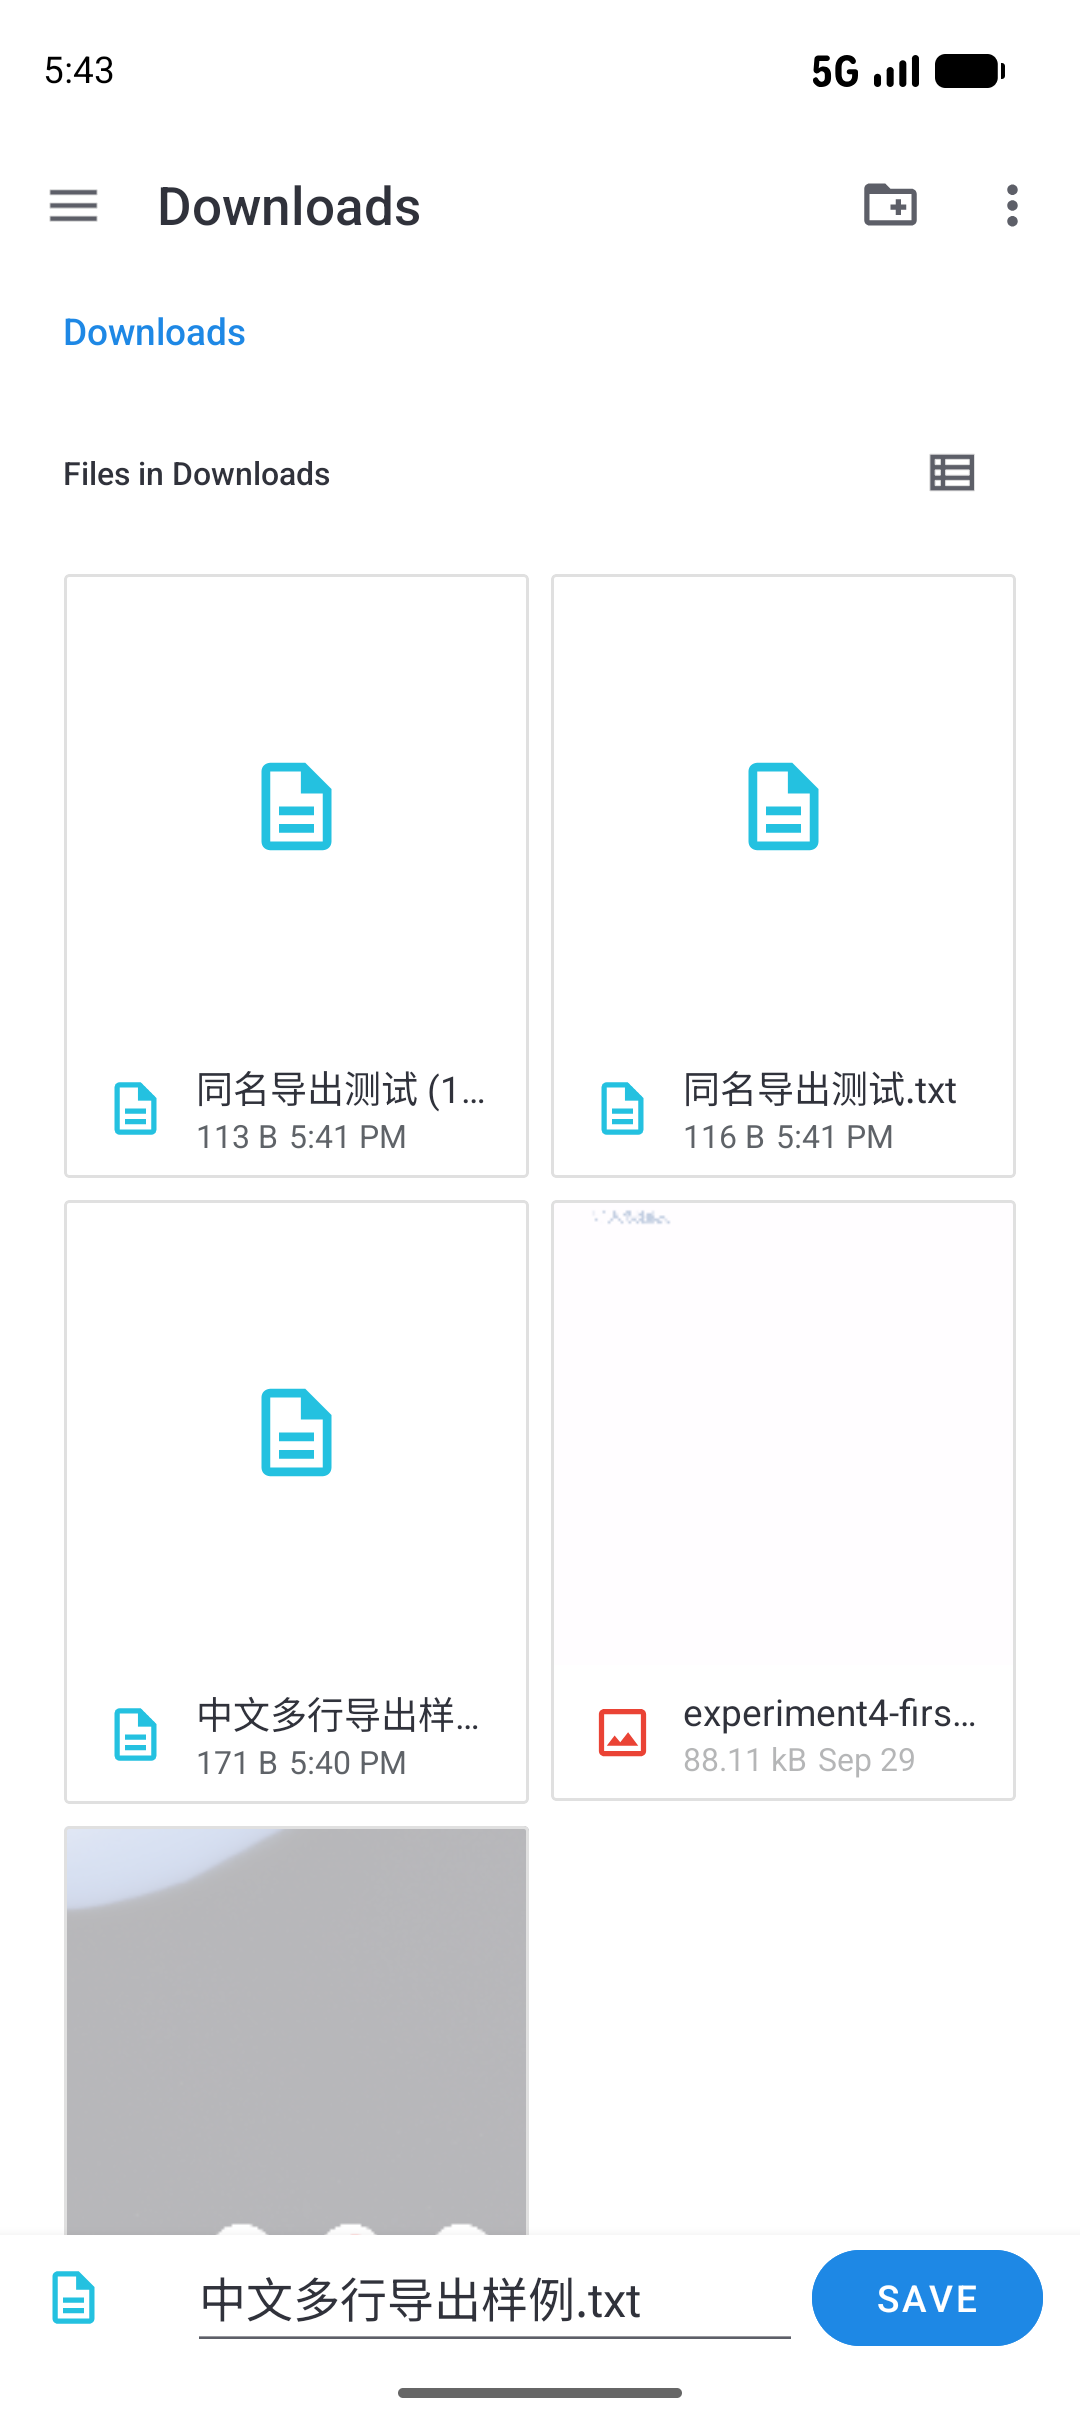 5:43
5G
Downloads
Downloads
Files in Downloads
同名导出测试 (1...
113 B 5:41 PM
同名导出测试.txt
116 B 5:41 PM
中文多行导出样...
171 B 5:40 PM
experiment4-firs...
88.11 kB Sep 29
中文多行导出样例.txt
SAVE